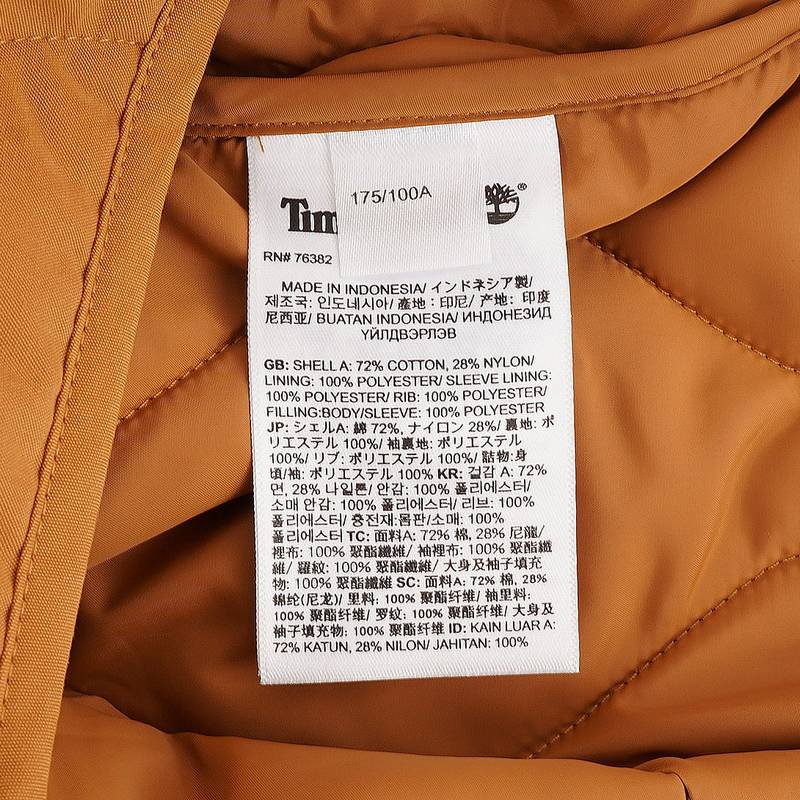 175/100A
Tim
®
RN# 76382
MADE IN INDONESIA/ インドネシア製/
제조국: 인도네시아/ 產地：印尼/ 产地：印度
尼西亚/ BUATAN INDONESIA/ ИНДОНЕЗИД
ҮЙЛДВЭРЛЭВ
GB: SHELL A: 72% COTTON, 28% NYLON/
LINING: 100% POLYESTER/ SLEEVE LINING:
100% POLYESTER/ RIB: 100% POLYESTER/
FILLING:BODY/SLEEVE: 100% POLYESTER
JP: シェルA: 綿 72%, ナイロン 28%/ 裏地: ポ
リエステル 100%/ 袖裏地: ポリエステル
100%/ リブ: ポリエステル 100%/ 詰物:身
頃/袖: ポリエステル 100% KR: 겉감 A: 72%
면, 28% 나일론/ 안감: 100% 폴리에스터/
소매 안감: 100% 폴리에스터/ 리브: 100%
폴리에스터/ 충전재:몸판/소매: 100%
폴리에스터 TC: 面料A: 72% 棉, 28% 尼龍/
裡布: 100% 聚酯纖維/ 袖裡布: 100% 聚酯纖
維/ 羅紋: 100% 聚酯纖維/ 大身及袖子填充
物: 100% 聚酯纖維 SC: 面料A: 72% 棉, 28%
锦纶(尼龙)/ 里料: 100% 聚酯纤维/ 袖里料:
100% 聚酯纤维/ 罗纹: 100% 聚酯纤维/ 大身及
袖子填充物: 100% 聚酯纤维 ID: KAIN LUAR A:
72% KATUN, 28% NILON/ JAHITAN: 100%